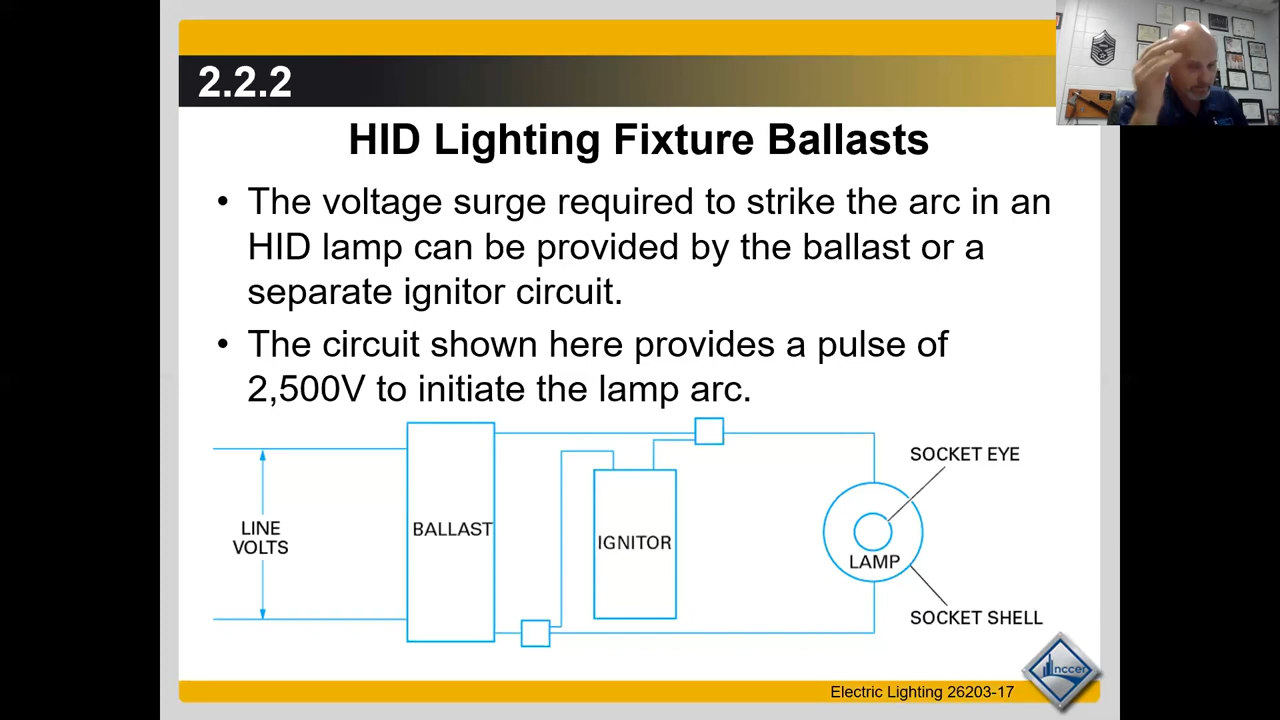 2.2.2
HID Lighting Fixture Ballasts
• The voltage surge required to strike the arc in an
HID lamp can be provided by the ballast or a
separate ignitor circuit.
• The circuit shown here provides a pulse of
2,500V to initiate the lamp arc.
LINE
VOLTS
BALLAST
IGNITOR
SOCKET EYE
LAMP
SOCKET SHELL
nccer
Electric Lighting 26203-17